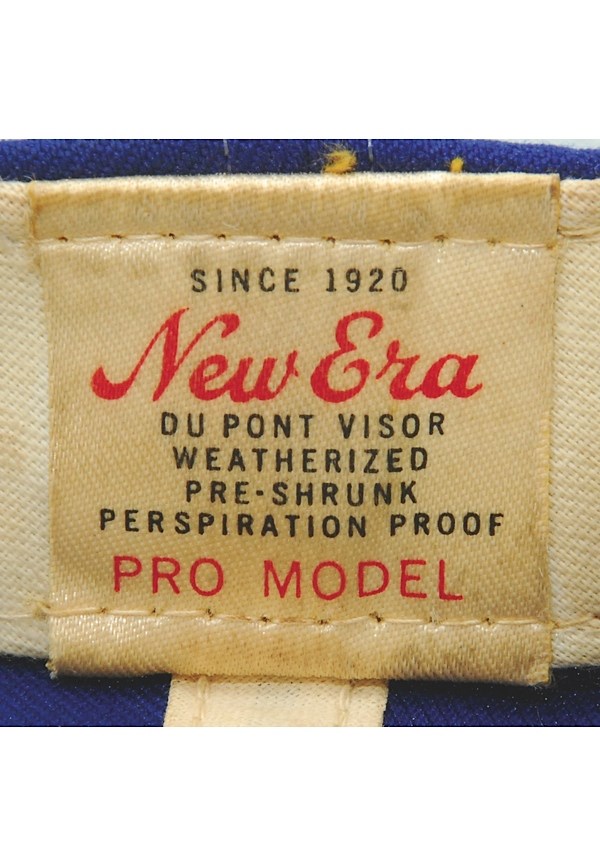 SINCE 1920
New Era
DU PONT VISOR
WEATHERIZED
PRE-SHRUNK
PERSPIRATION PROOF
PRO MODEL